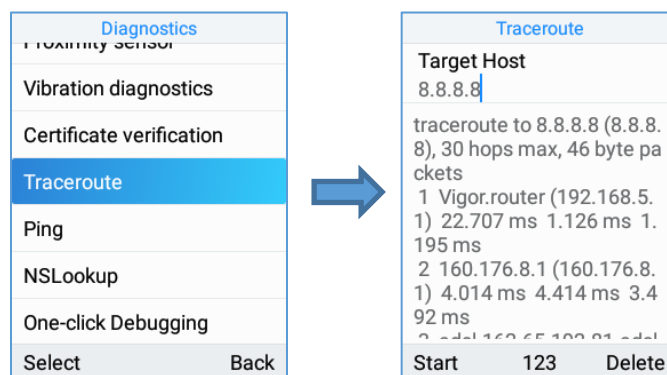 Diagnostics
Proximity sensor
Vibration diagnostics
Certificate verification
Traceroute
Ping
NSLookup
One-click Debugging
Select Back
Traceroute
Target Host
8.8.8.8
traceroute to 8.8.8.8 (8.8.8.
8), 30 hops max, 46 byte pa
ckets
1 Vigor.router (192.168.5.
1) 22.707 ms 1.126 ms 1.
195 ms
2 160.176.8.1 (160.176.8.
1) 4.014 ms 4.414 ms 3.4
92 ms
Start 123 Delete